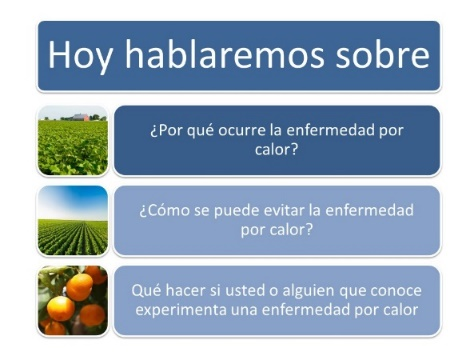 Hoy hablaremos sobre
¿Por qué ocurre la enfermedad por
calor?
¿Cómo se puede evitar la enfermedad
por calor?
Qué hacer si usted o alguien que conoce
experimenta una enfermedad por calor